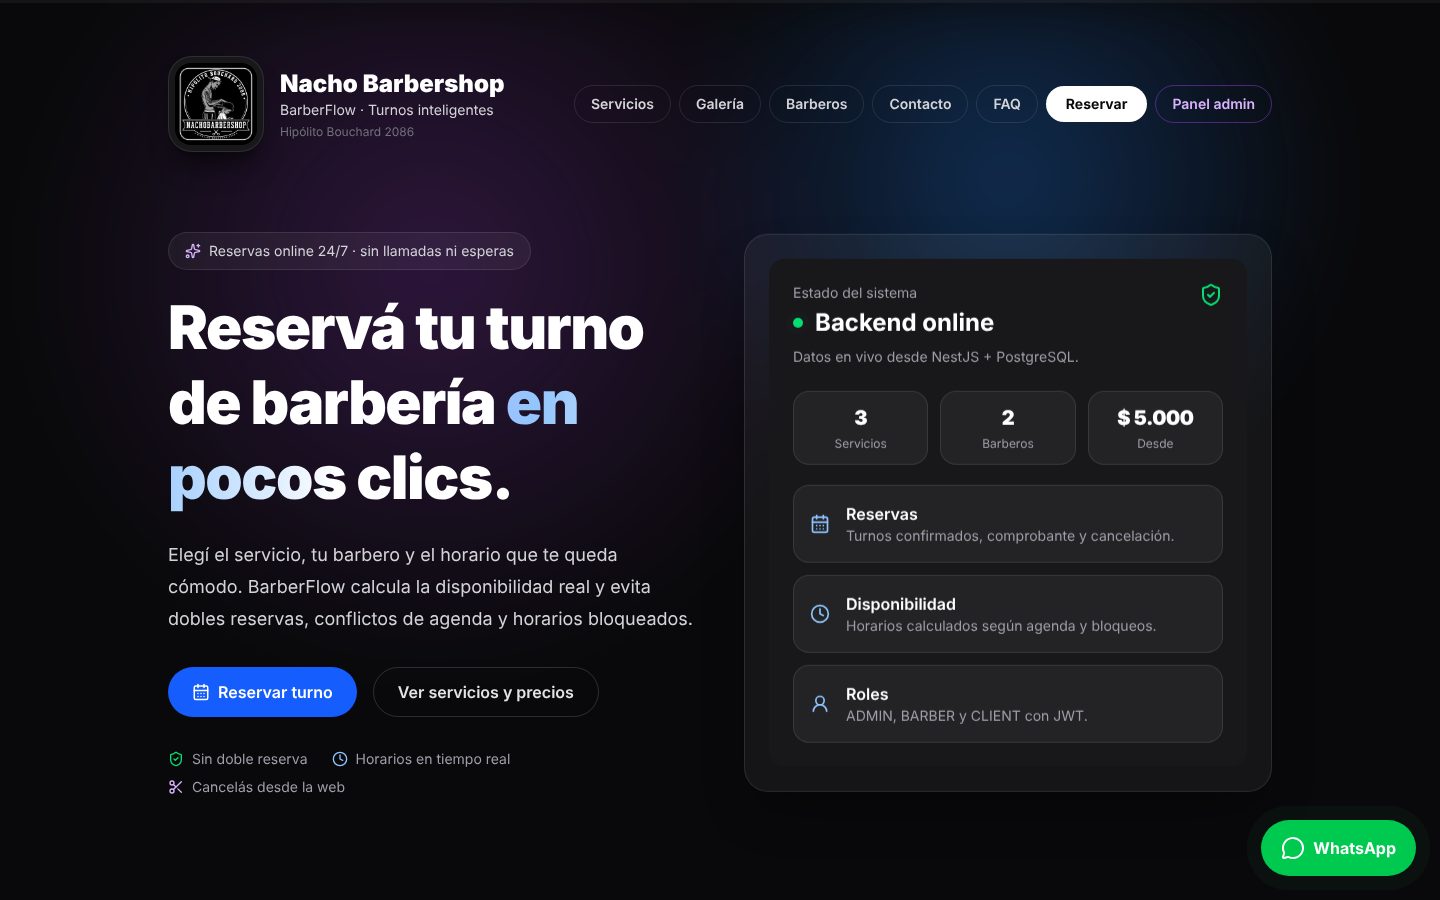 HIPÓLITO BOUCHARD 2086
NACHOBARBERSHOP
Nacho Barbershop
BarberFlow · Turnos inteligentes
Hipólito Bouchard 2086
Servicios
Galería
Barberos
Contacto
FAQ
Reservar
Panel admin
Reservas online 24/7 · sin llamadas ni esperas
Reservá tu turno
de barbería en
pocos clics.
Elegí el servicio, tu barbero y el horario que te queda
cómodo. BarberFlow calcula la disponibilidad real y evita
dobles reservas, conflictos de agenda y horarios bloqueados.
Reservar turno
Ver servicios y precios
Sin doble reserva
Horarios en tiempo real
Cancelás desde la web
Estado del sistema
Backend online
Datos en vivo desde NestJS + PostgreSQL.
3
Servicios
2
Barberos
$ 5.000
Desde
Reservas
Turnos confirmados, comprobante y cancelación.
Disponibilidad
Horarios calculados según agenda y bloqueos.
Roles
ADMIN, BARBER y CLIENT con JWT.
WhatsApp